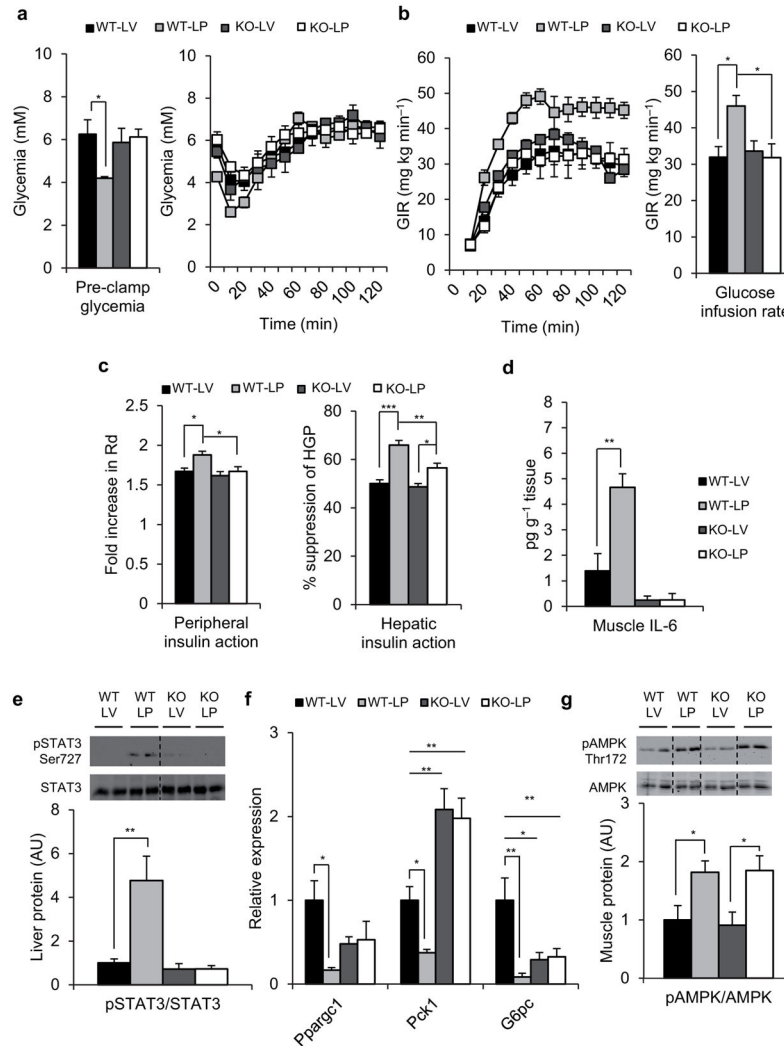 a
WT-LV WT-LP KO-LV KO-LP
Glycemia (mM)
10
8
6
4
2
0
*
Pre-clamp
glycemia
Glycemia (mM)
10
8
6
4
2
0
0 20 40 60 80 100 120
Time (min)
b
WT-LV WT-LP KO-LV KO-LP
GIR (mg kg min⁻¹)
60
50
40
30
20
10
0
0 20 40 60 80 100 120
Time (min)
GIR (mg kg min⁻¹)
60
50
40
30
20
10
0
* *
Glucose
infusion rate
c
WT-LV WT-LP KO-LV KO-LP
Fold increase in Rd
2.5
2
1.5
1
0.5
0
*
*
Peripheral
insulin action
% suppression of HGP
80
60
40
20
0
*** **
*
Hepatic
insulin action
d
pg g⁻¹ tissue
6
5
4
3
2
1
0
**
Muscle IL-6
WT-LV
WT-LP
KO-LV
KO-LP
e
WT WT KO KO
LV LP LV LP
pSTAT3
Ser727
STAT3
Liver protein (AU)
8
6
4
2
0
**
pSTAT3/STAT3
f
WT-LV WT-LP KO-LV KO-LP
Relative expression
3
2
1
0
*
**
**
*
**
*
**
Ppargc1
Pck1
G6pc
g
WT WT KO KO
LV LP LV LP
pAMPK
Thr172
AMPK
Muscle protein (AU)
3
2
1
0
* *
pAMPK/AMPK